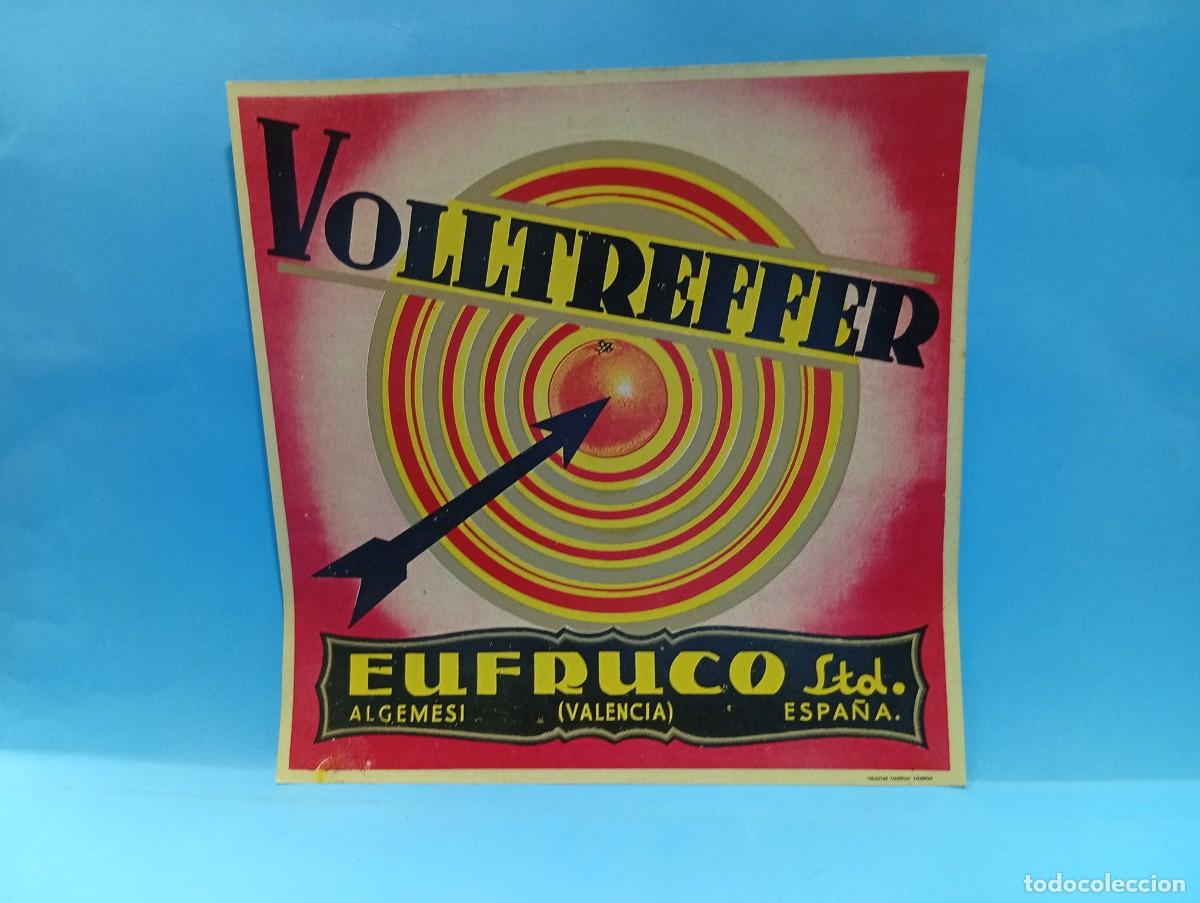 VOLLTREFFER
EUFRUCO Ltd.
ALGEMESI (VALENCIA) ESPAÑA.
todocoleccion